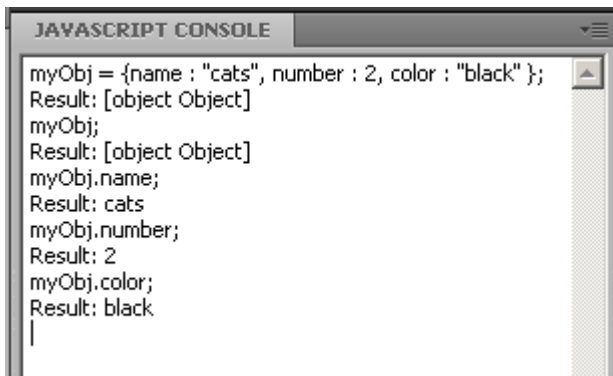 JAVASCRIPT CONSOLE
myObj = {name : "cats", number : 2, color : "black" };
Result: [object Object]
myObj;
Result: [object Object]
myObj.name;
Result: cats
myObj.number;
Result: 2
myObj.color;
Result: black